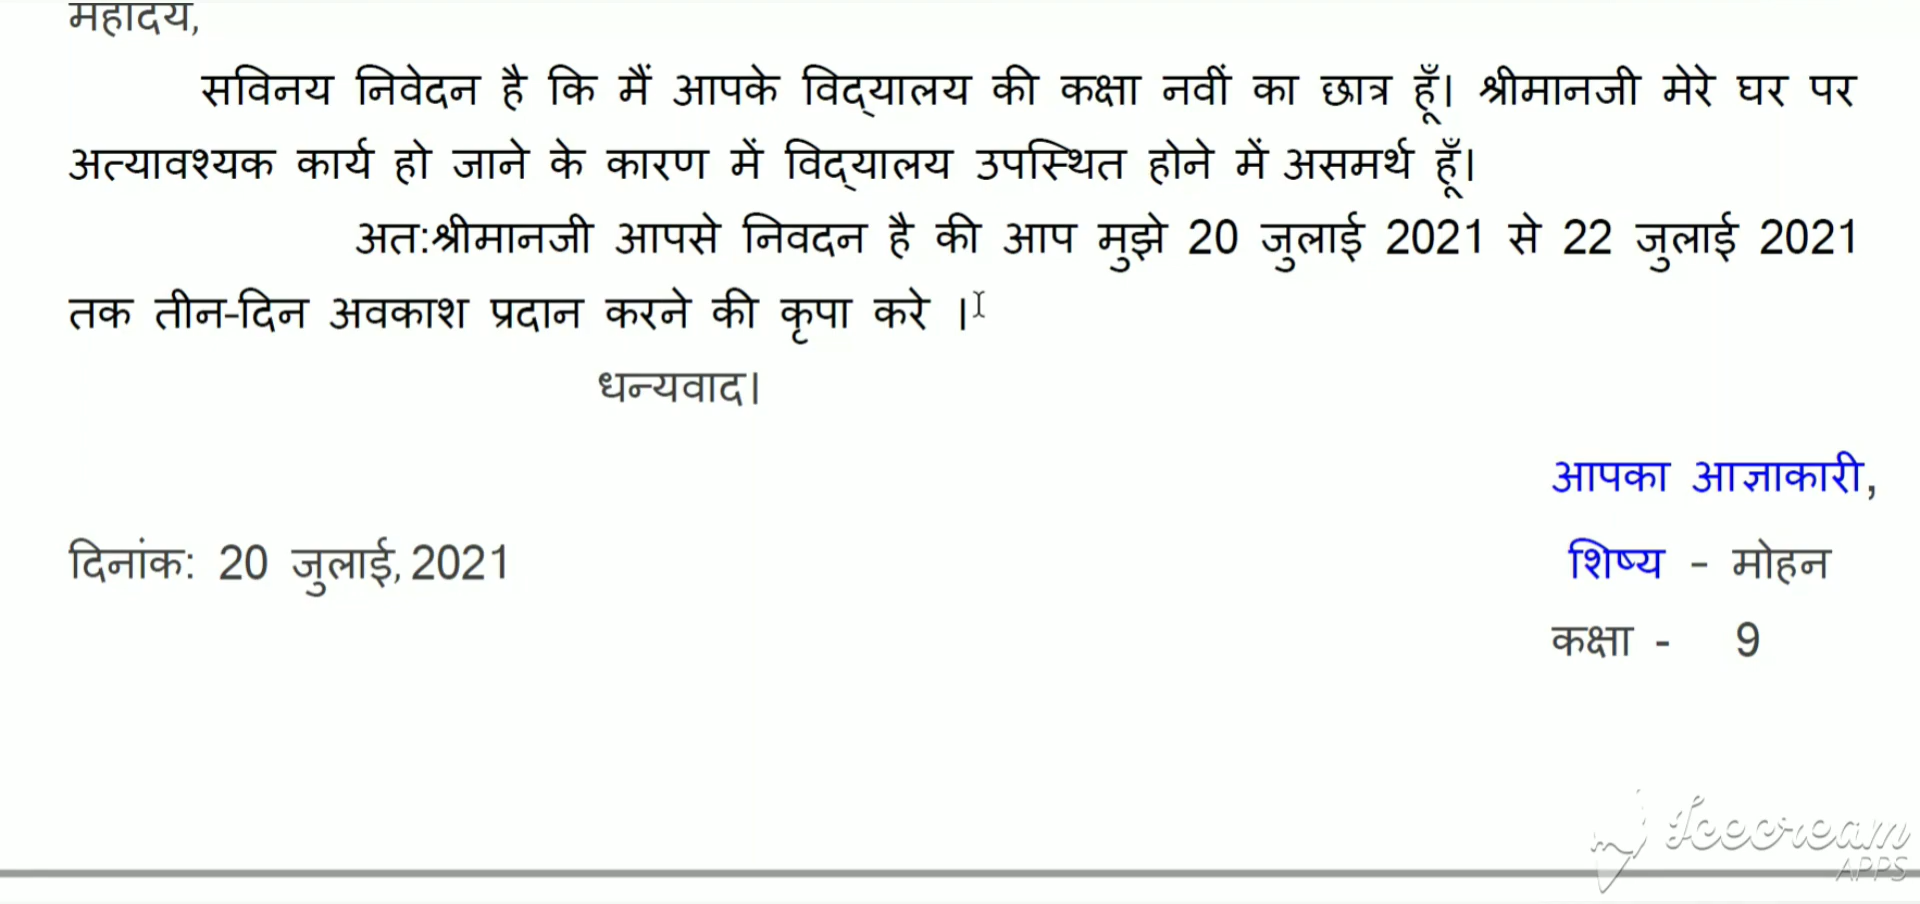 महोदय,
सविनय निवेदन है कि मैं आपके विद्यालय की कक्षा नवीं का छात्र हूँ। श्रीमानजी मेरे घर पर
अत्यावश्यक कार्य हो जाने के कारण में विद्यालय उपस्थित होने में असमर्थ हूँ।
अत:श्रीमानजी आपसे निवदन है की आप मुझे 20 जुलाई 2021 से 22 जुलाई 2021
तक तीन-दिन अवकाश प्रदान करने की कृपा करे ।
धन्यवाद।
आपका आज्ञाकारी,
दिनांक: 20 जुलाई, 2021 शिष्य - मोहन
कक्षा - 9
Icecream
APPS